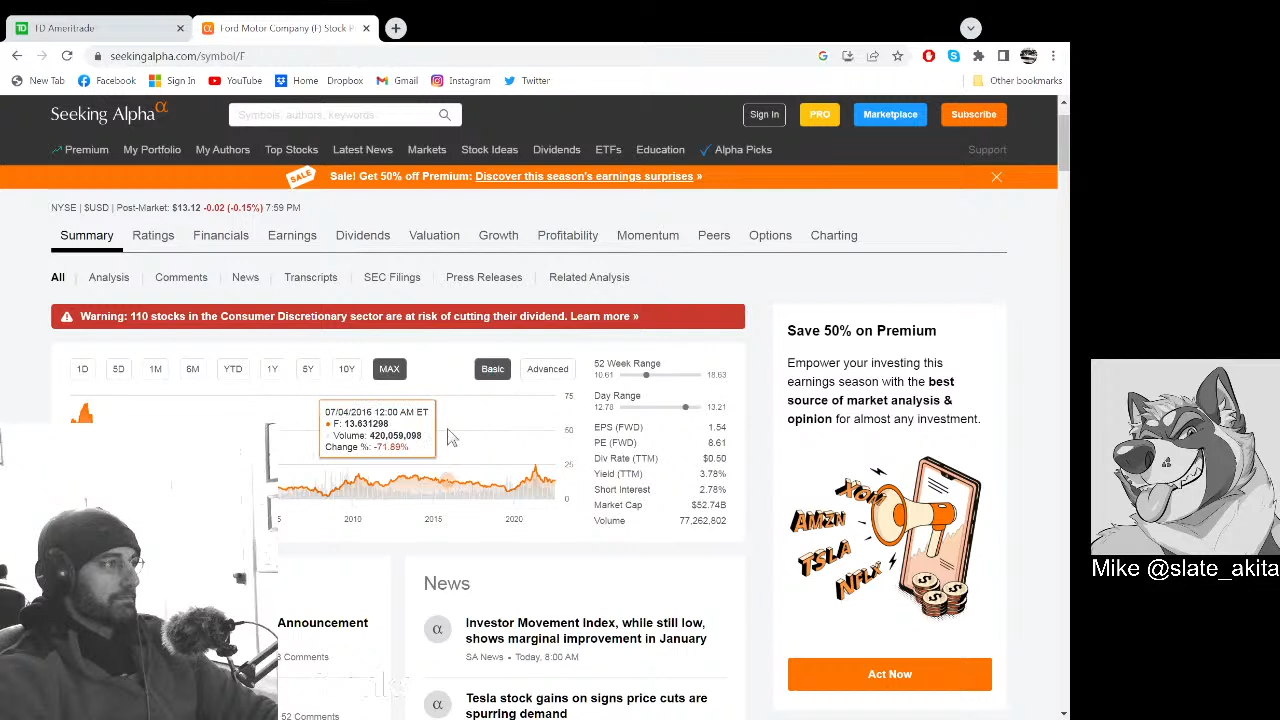 TD Ameritrade
Ford Motor Company (F) Stock P
seekingalpha.com/symbol/F
New Tab
Facebook
Sign In
YouTube
Home
Dropbox
Gmail
Instagram
Twitter
Other bookmarks
Seeking Alpha α
Symbols, authors, keywords
Sign In
PRO
Marketplace
Subscribe
Premium
My Portfolio
My Authors
Top Stocks
Latest News
Markets
Stock Ideas
Dividends
ETFs
Education
Alpha Picks
Support
SALE
Sale! Get 50% off Premium: Discover this season's earnings surprises »
NYSE | $USD | Post-Market: $13.12 -0.02 (-0.15%) 7:59 PM
Summary
Ratings
Financials
Earnings
Dividends
Valuation
Growth
Profitability
Momentum
Peers
Options
Charting
All
Analysis
Comments
News
Transcripts
SEC Filings
Press Releases
Related Analysis
Warning: 110 stocks in the Consumer Discretionary sector are at risk of cutting their dividend. Learn more »
1D
5D
1M
6M
YTD
1Y
5Y
10Y
MAX
Basic
Advanced
75
50
25
0
07/04/2016 12:00 AM ET
F: 13.631298
Volume: 420,059,098
Change %: -71.89%
5
2010
2015
2020
52 Week Range
10.61
18.63
Day Range
12.78
13.21
EPS (FWD) 1.54
PE (FWD) 8.61
Div Rate (TTM) $0.50
Yield (TTM) 3.78%
Short Interest 2.78%
Market Cap $52.74B
Volume 77,262,802
Save 50% on Premium
Empower your investing this
earnings season with the best
source of market analysis &
opinion for almost any investment.
XOM
AMZN
TSLA
NFLX
Act Now
Announcement
Comments
52 Comments
News
Investor Movement Index, while still low,
shows marginal improvement in January
SA News • Today, 8:00 AM
Tesla stock gains on signs price cuts are
spurring demand
Mike @slate_akita